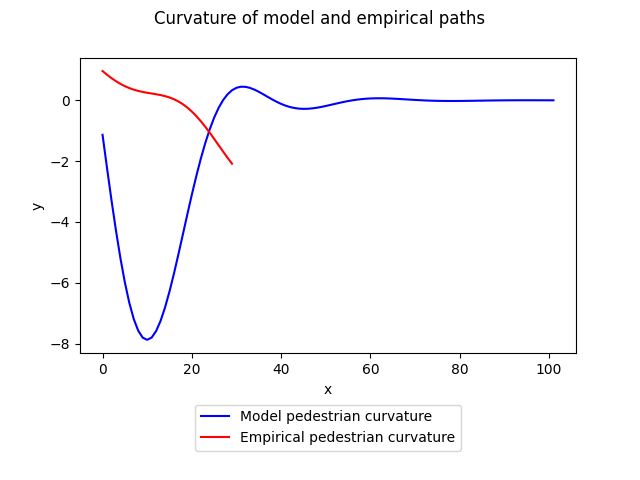 Curvature of model and empirical paths
y
0
−2
−4
−6
−8
0 20 40 60 80 100
x
Model pedestrian curvature
Empirical pedestrian curvature